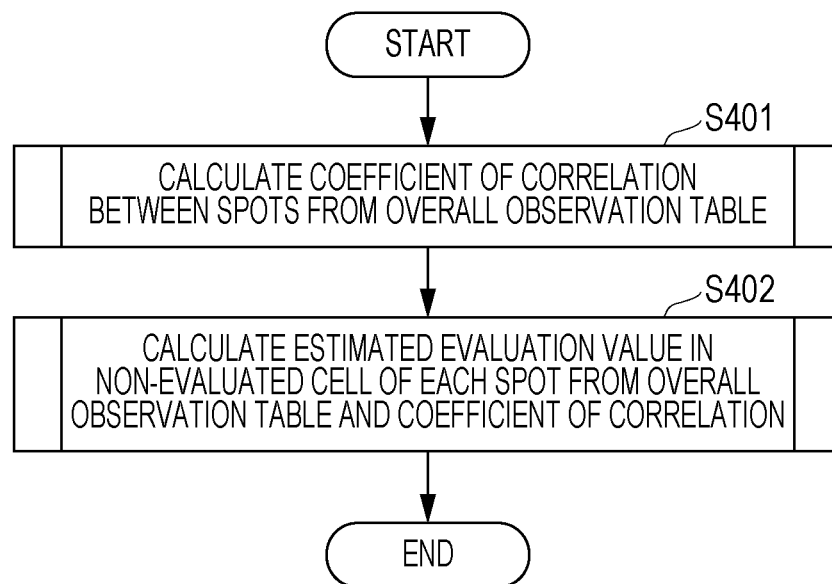 START
S401
CALCULATE COEFFICIENT OF CORRELATION
BETWEEN SPOTS FROM OVERALL OBSERVATION TABLE
S402
CALCULATE ESTIMATED EVALUATION VALUE IN
NON-EVALUATED CELL OF EACH SPOT FROM OVERALL
OBSERVATION TABLE AND COEFFICIENT OF CORRELATION
END